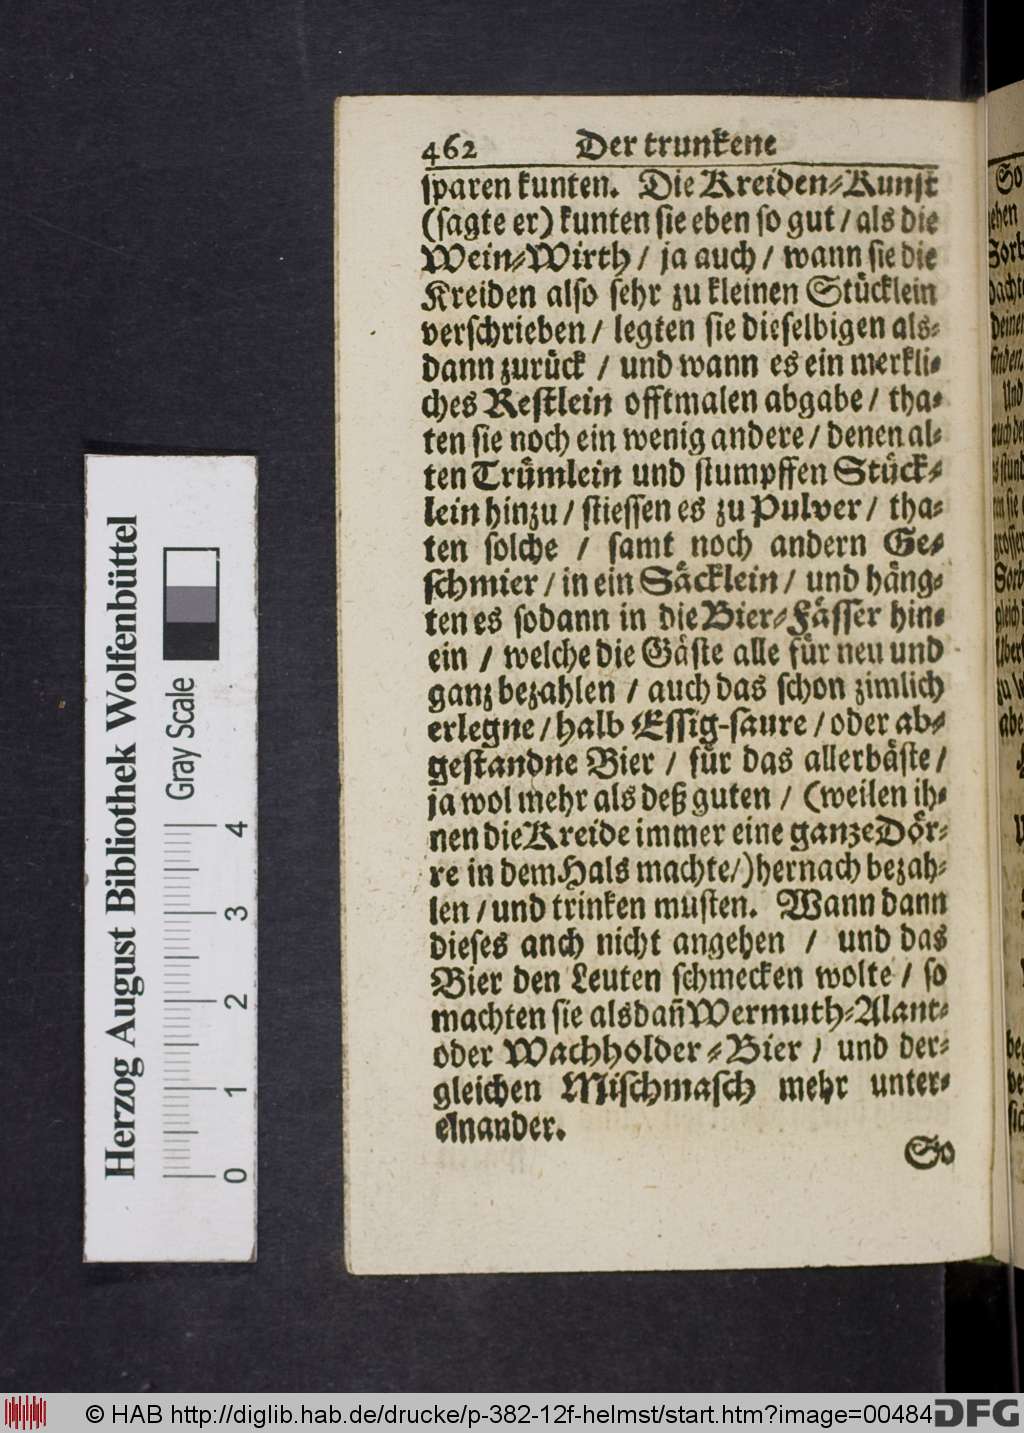 462 Der trunkene
sparen kunten. Die Kreiden-Kunst
(sagte er) kunten sie eben so gut / als die
Wein-Wirth / ja auch / wann sie die
Kreiden also sehr zu kleinen Stücklein
verschrieben / legten sie dieselbigen als-
dann zurück / und wann es ein merkli-
ches Restlein offtmalen abgabe / tha-
ten sie noch ein wenig andere / denen al-
ten Trümlein und stumpffen Stück-
lein hinzu / stiessen es zu Pulver / tha-
ten solche / samt noch andern Ge-
schmier / in ein Säcklein / und häng-
ten es sodann in die Bier-Fässer hin-
ein / welche die Gäste alle für neu und
ganz bezahlen / auch das schon zimlich
erlegne / halb Essig-saure / oder ab-
gestandne Bier / für das allerbäste /
ja wol mehr als deß guten / (weilen ih-
nen die Kreide immer eine ganze Dör-
re in dem Hals machte/) hernach bezah-
len / und trinken musten. Wann dann
dieses anch nicht angehen / und das
Bier den Leuten schmecken wolte / so
machten sie alsdañ Wermuth-Alant-
oder Wachholder-Bier / und der-
gleichen Mischmasch mehr unter-
einander.
So
Herzog August Bibliothek Wolfenbüttel
Gray Scale
0 1 2 3 4
© HAB http://diglib.hab.de/drucke/p-382-12f-helmst/start.htm?image=00484
DFG